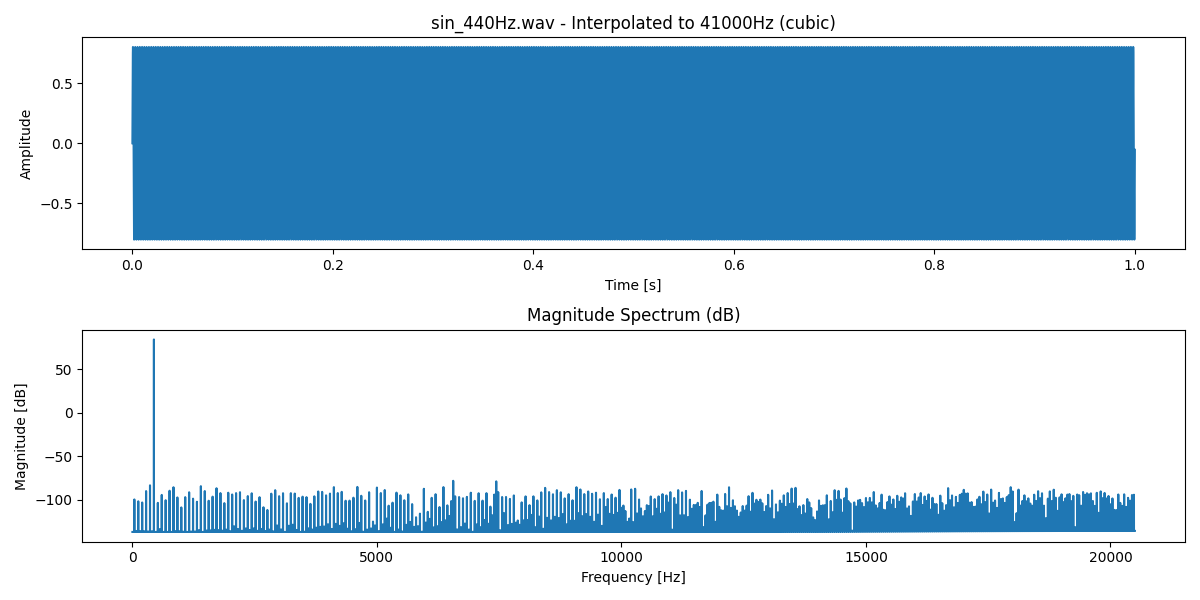 sin_440Hz.wav - Interpolated to 41000Hz (cubic)
0.5
0.0
−0.5
Amplitude
0.0 0.2 0.4 0.6 0.8 1.0
Time [s]
Magnitude Spectrum (dB)
50
0
−50
−100
Magnitude [dB]
0 5000 10000 15000 20000
Frequency [Hz]